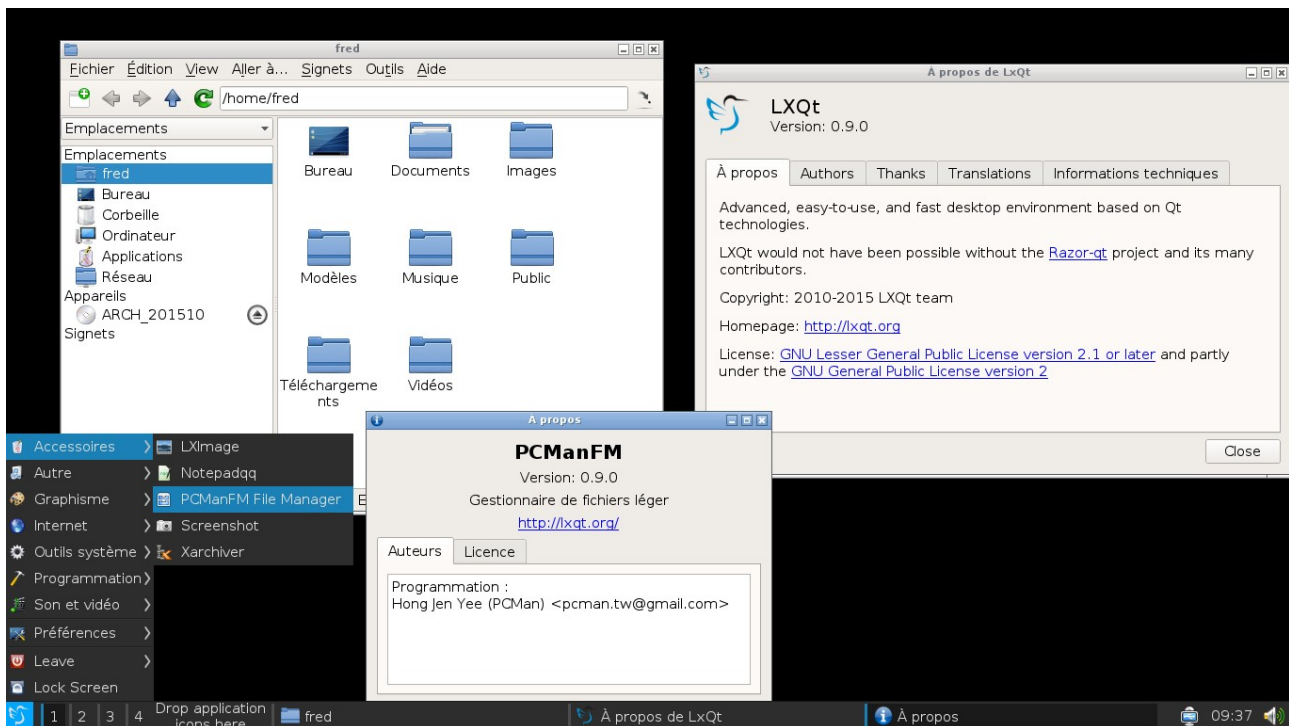 fred
Fichier Édition View Aller à... Signets Outils Aide
/home/fred
Emplacements
Emplacements
fred
Bureau
Corbeille
Ordinateur
Applications
Réseau
Appareils
ARCH_201510
Signets
Bureau Documents Images
Modèles Musique Public
Téléchargeme Vidéos
nts
À propos de LxQt
LXQt
Version: 0.9.0
À propos Authors Thanks Translations Informations techniques
Advanced, easy-to-use, and fast desktop environment based on Qt
technologies.
LXQt would not have been possible without the Razor-qt project and its many
contributors.
Copyright: 2010-2015 LXQt team
Homepage: http://lxqt.org
License: GNU Lesser General Public License version 2.1 or later and partly
under the GNU General Public License version 2
Close
Accessoires
Autre
Graphisme
Internet
Outils système
Programmation
Son et vidéo
Préférences
Leave
Lock Screen
LXImage
Notepadqq
PCManFM File Manager
Screenshot
Xarchiver
À propos
PCManFM
Version: 0.9.0
Gestionnaire de fichiers léger
http://lxqt.org/
Auteurs Licence
Programmation :
Hong Jen Yee (PCMan) <pcman.tw@gmail.com>
1 2 3 4
Drop application
icons here
fred
À propos de LxQt
À propos
09:37